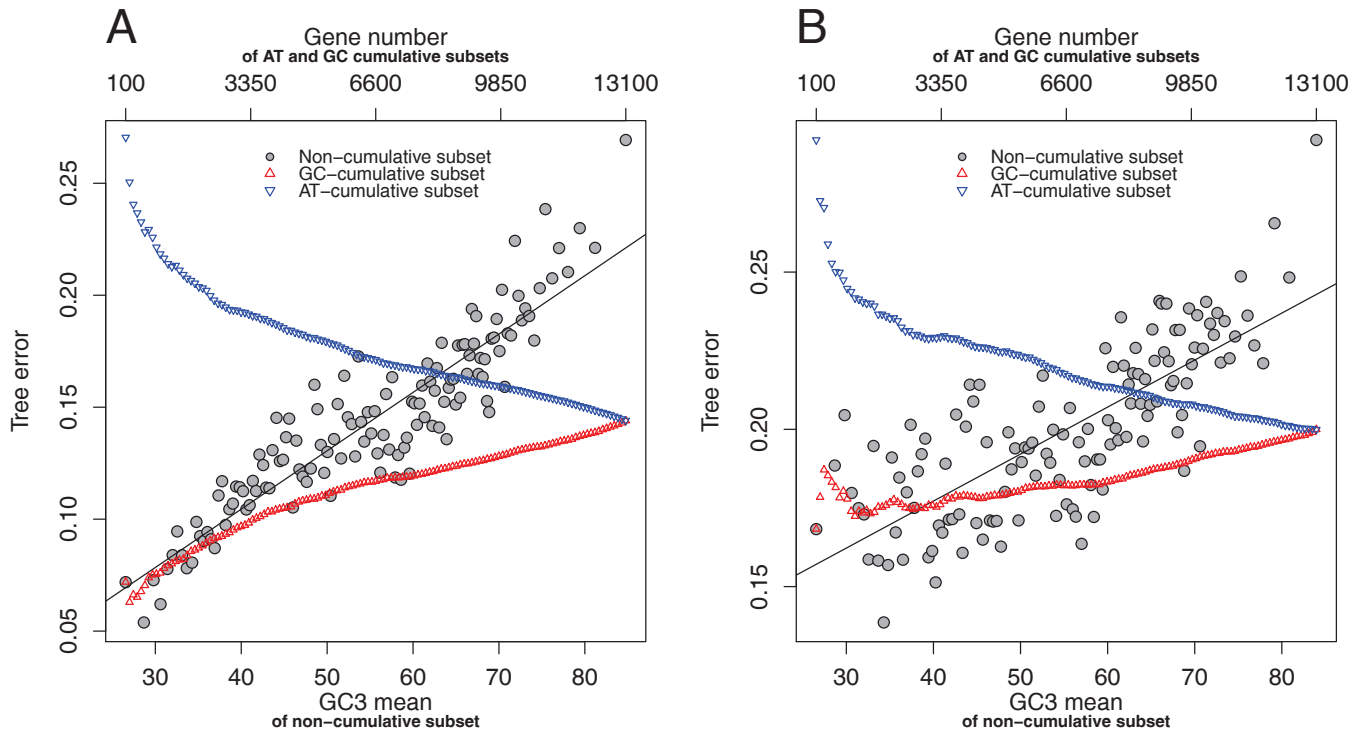 A
Gene number
of AT and GC cumulative subsets
100 3350 6600 9850 13100
Non−cumulative subset
GC−cumulative subset
AT−cumulative subset
Tree error
0.25
0.20
0.15
0.10
0.05
30 40 50 60 70 80
GC3 mean
of non−cumulative subset
B
Gene number
of AT and GC cumulative subsets
100 3350 6600 9850 13100
Non−cumulative subset
GC−cumulative subset
AT−cumulative subset
Tree error
0.25
0.20
0.15
30 40 50 60 70 80
GC3 mean
of non−cumulative subset